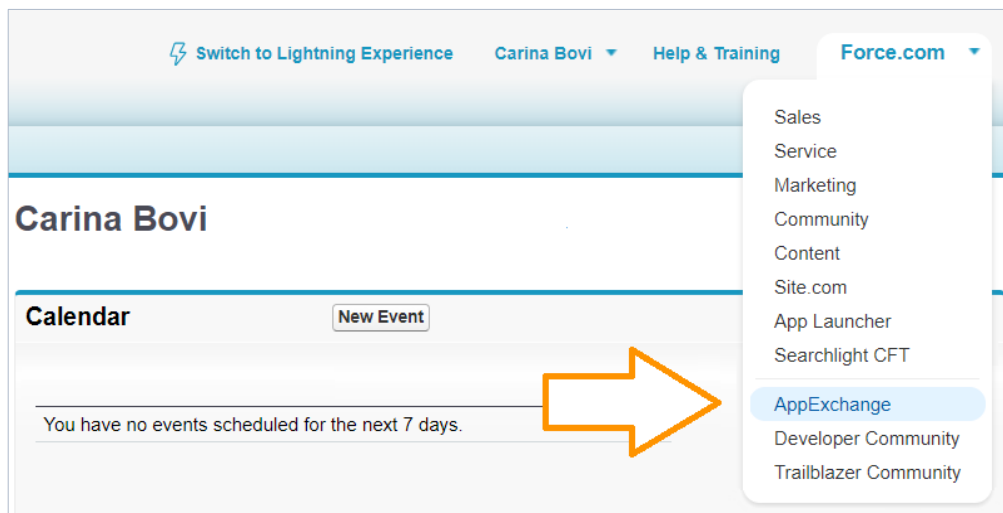 Switch to Lightning Experience Carina Bovi Help & Training Force.com
Sales
Service
Marketing
Community
Content
Site.com
App Launcher
Searchlight CFT
AppExchange
Developer Community
Trailblazer Community
Carina Bovi
Calendar New Event
You have no events scheduled for the next 7 days.